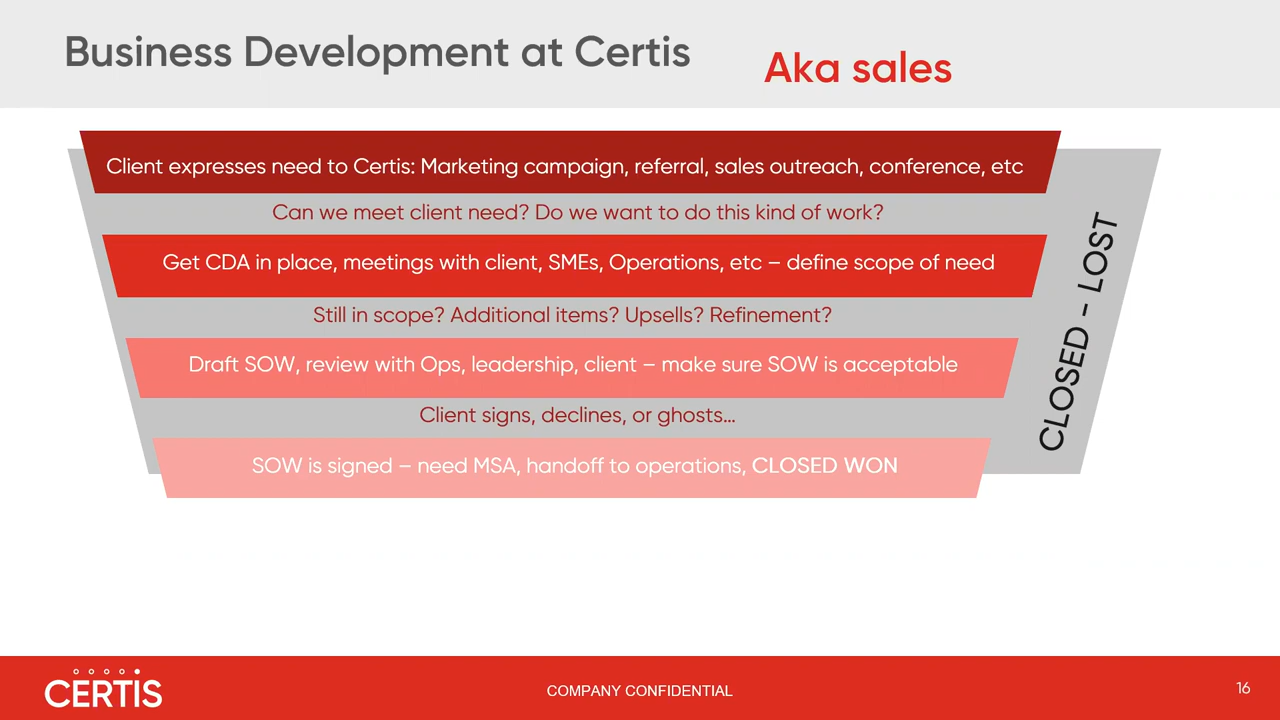 Business Development at Certis
Aka sales
Client expresses need to Certis: Marketing campaign, referral, sales outreach, conference, etc
Can we meet client need? Do we want to do this kind of work?
Get CDA in place, meetings with client, SMEs, Operations, etc – define scope of need
Still in scope? Additional items? Upsells? Refinement?
Draft SOW, review with Ops, leadership, client – make sure SOW is acceptable
Client signs, declines, or ghosts...
SOW is signed – need MSA, handoff to operations, CLOSED WON
CLOSED - LOST
CERTIS
COMPANY CONFIDENTIAL
16